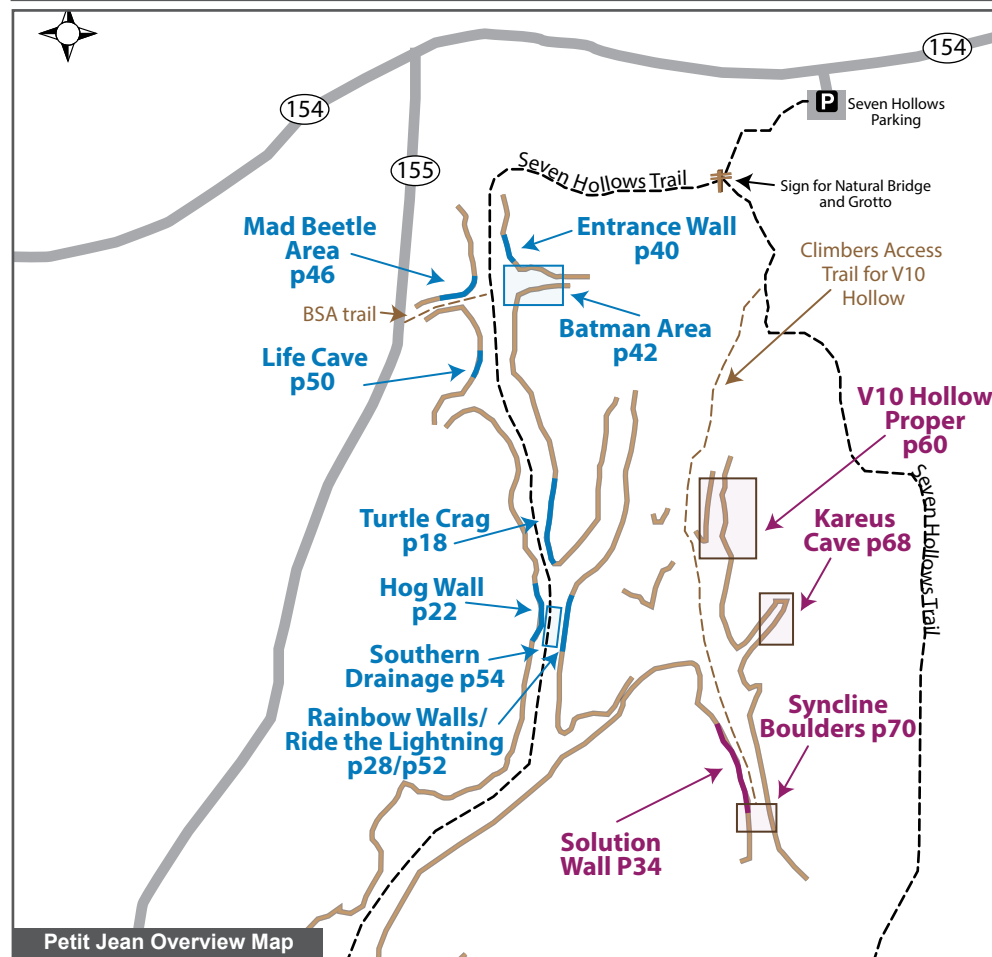 154
P
Seven Hollows
Parking
154
155
Seven Hollows Trail
Sign for Natural Bridge
and Grotto
Mad Beetle
Area
p46
Entrance Wall
p40
Climbers Access
Trail for V10
Hollow
BSA trail
Batman Area
p42
Life Cave
p50
V10 Hollow
Proper
p60
Seven Hollows Trail
Turtle Crag
p18
Kareus
Cave p68
Hog Wall
p22
Southern
Drainage p54
Rainbow Walls/
Ride the Lightning
p28/p52
Syncline
Boulders p70
Solution
Wall P34
Petit Jean Overview Map